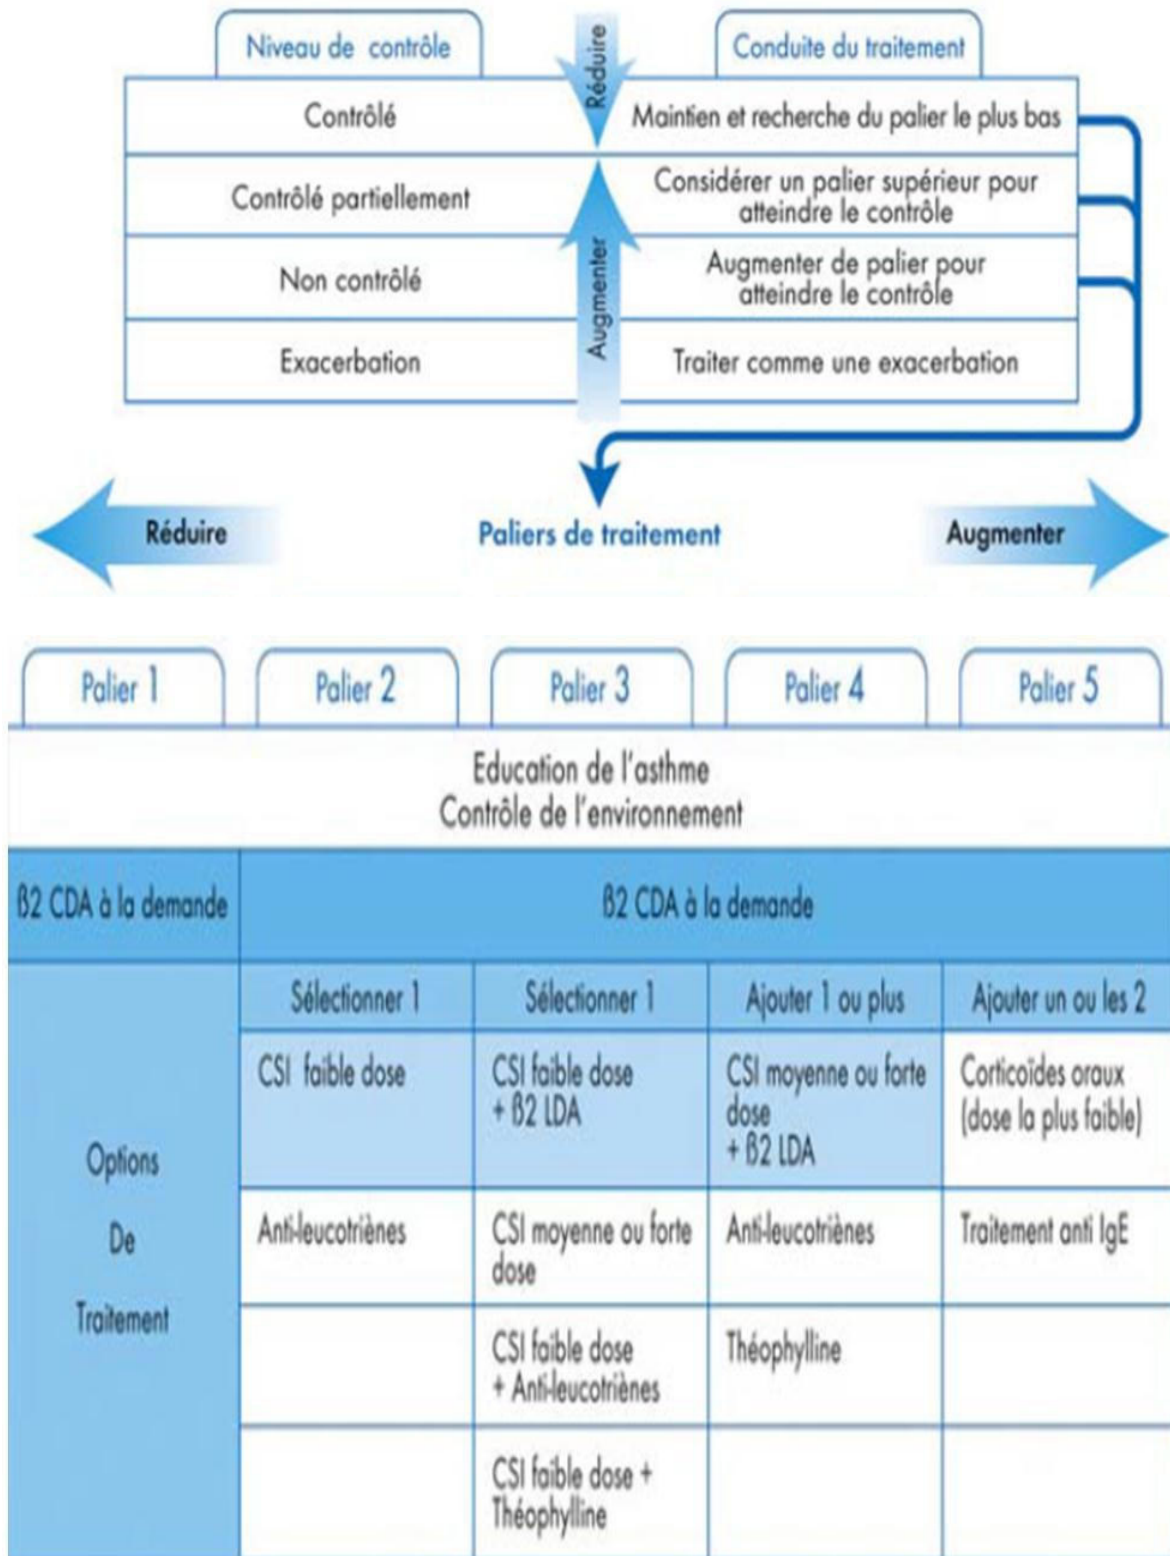 Niveau de contrôle
Réduire
Conduite du traitement
Contrôlé
Maintien et recherche du palier le plus bas
Contrôlé partiellement
Considérer un palier supérieur pour
atteindre le contrôle
Augmenter
Non contrôlé
Augmenter de palier pour
atteindre le contrôle
Exacerbation
Traiter comme une exacerbation
Réduire
Paliers de traitement
Augmenter
Palier 1
Palier 2
Palier 3
Palier 4
Palier 5
Education de l'asthme
Contrôle de l'environnement
β2 CDA à la demande
β2 CDA à la demande
Options
De
Traitement
Sélectionner 1
Sélectionner 1
Ajouter 1 ou plus
Ajouter un ou les 2
CSI faible dose
CSI faible dose
+ β2 LDA
CSI moyenne ou forte
dose
+ β2 LDA
Corticoïdes oraux
(dose la plus faible)
Anti-leucotriènes
CSI moyenne ou forte
dose
Anti-leucotriènes
Traitement anti IgE
CSI faible dose
+ Anti-leucotriènes
Théophylline
CSI faible dose +
Théophylline